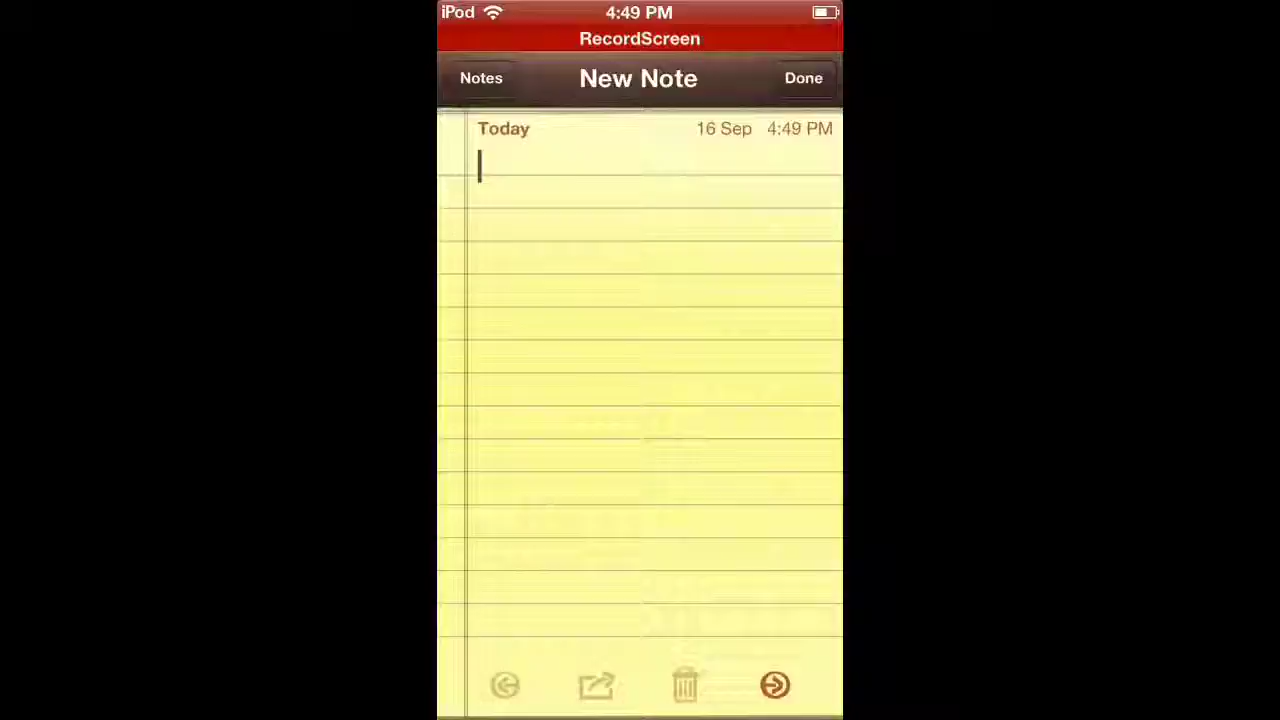 iPod 4:49 PM
RecordScreen
Notes New Note Done
Today 16 Sep 4:49 PM